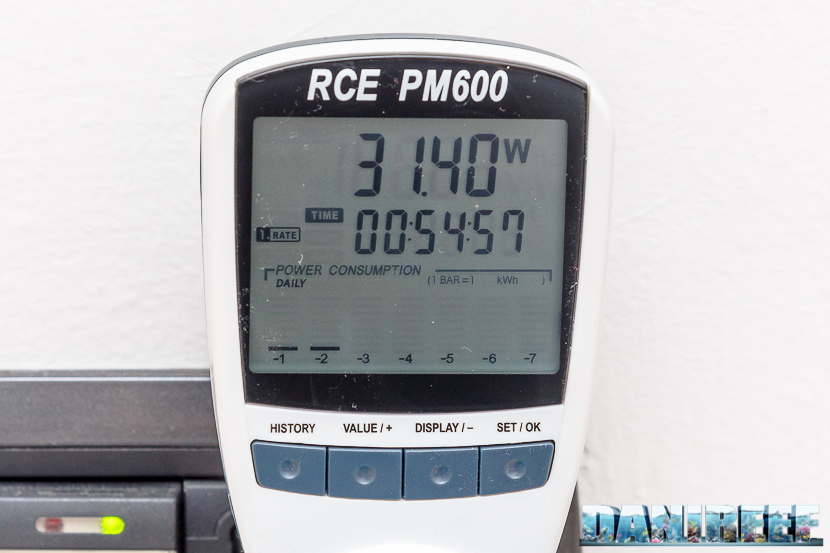 RCE PM600
31.40 W
TIME
00:54:57
1 RATE
POWER CONSUMPTION
DAILY (1 BAR=1 kWh )
-1 -2 -3 -4 -5 -6 -7
HISTORY VALUE / + DISPLAY / – SET / OK
DANIREEF